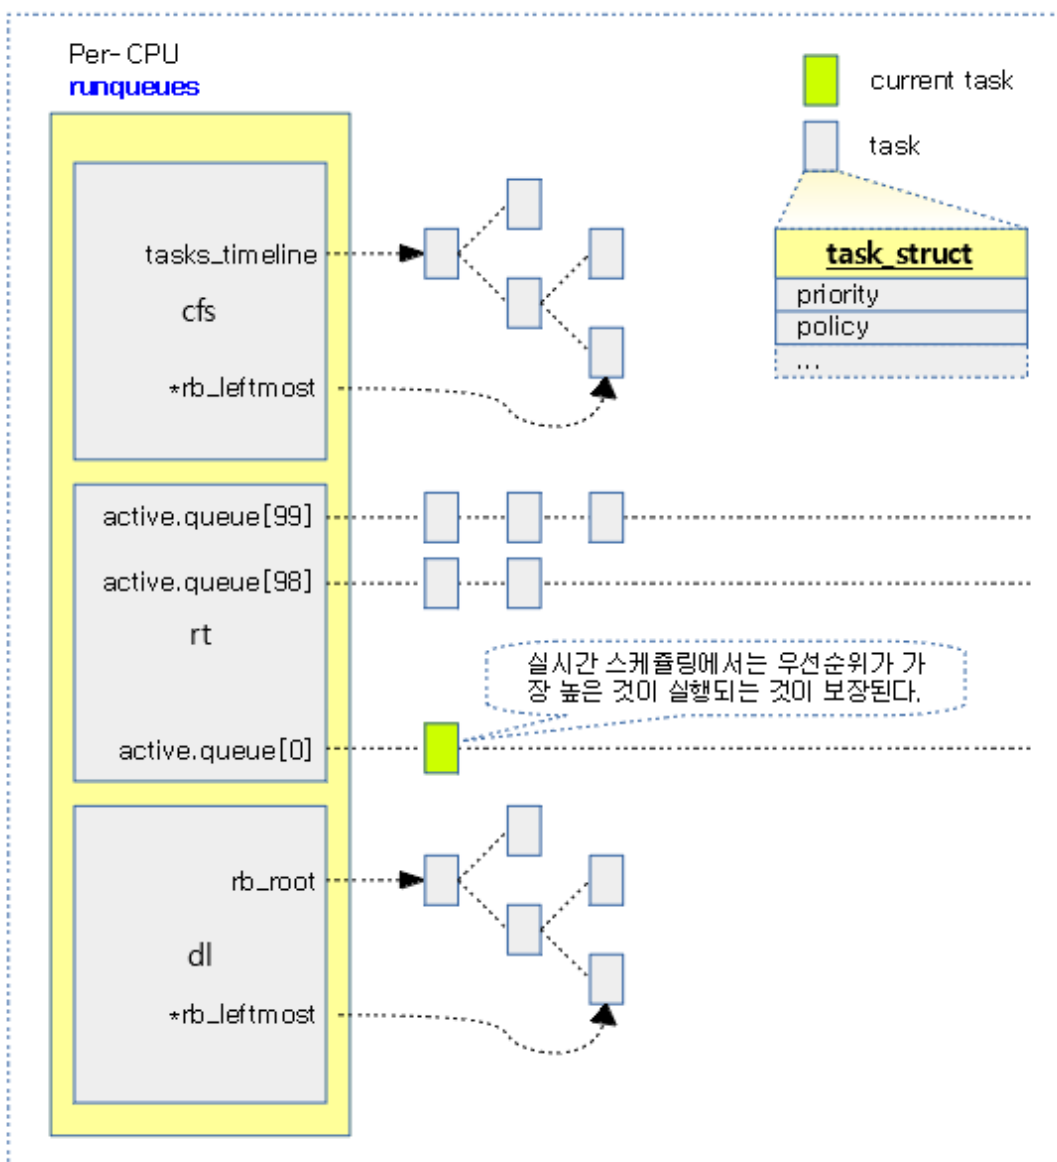 Per-CPU
runqueues
current task
task
task_struct
priority
policy
...
tasks_timeline
cfs
*rb_leftmost
active.queue[99]
active.queue[98]
rt
실시간 스케쥴링에서는 우선순위가 가
장 높은 것이 실행되는 것이 보장된다.
active.queue[0]
rb_root
dl
*rb_leftmost